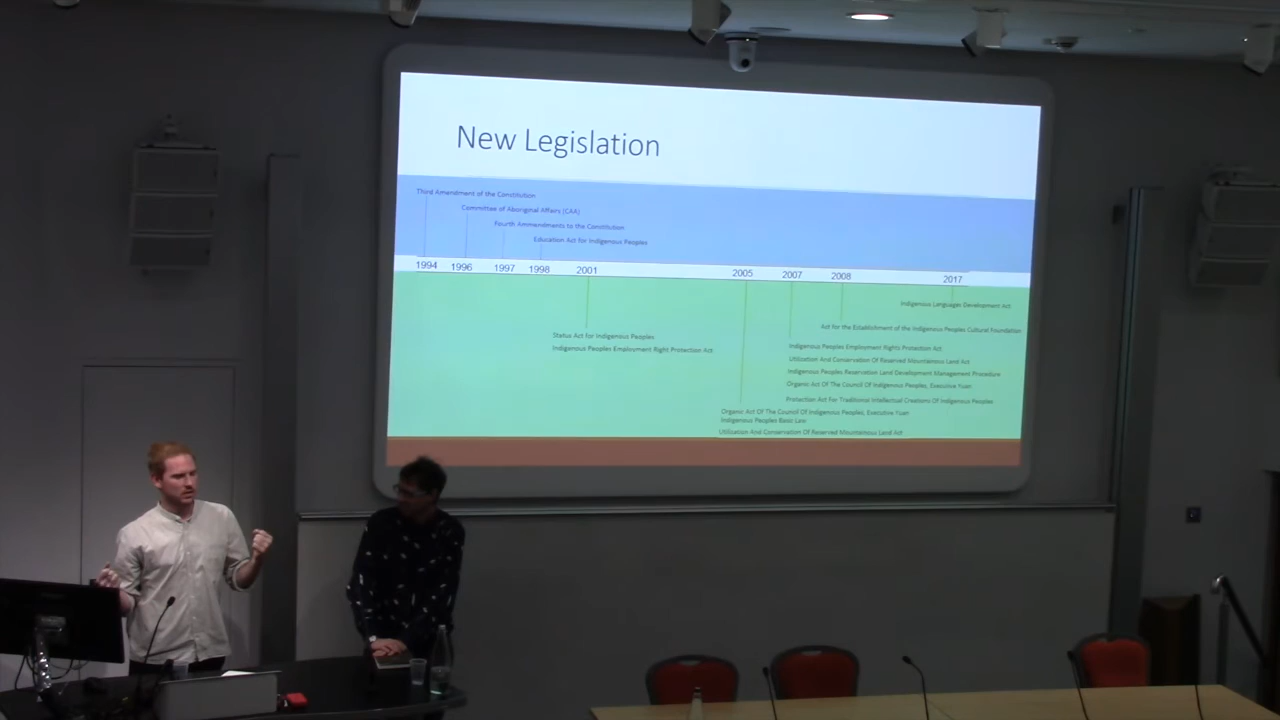 New Legislation
Third Amendment of the Constitution
Committee of Aboriginal Affairs (CAA)
Fourth Ammendments to the Constitution
Education Act for Indigenous Peoples
1994 1996 1997 1998 2001 2005 2007 2008 2017
Indigenous Languages Development Act
Act for the Establishment of the Indigenous Peoples Cultural Foundation
Status Act for Indigenous Peoples
Indigenous Peoples Employment Right Protection Act
Indigenous Peoples Employment Rights Protection Act
Utilization And Conservation Of Reserved Mountainous Land Act
Indigenous Peoples Reservation Land Development Management Procedure
Organic Act Of The Council Of Indigenous Peoples, Executive Yuan
Protection Act For Traditional Intellectual Creations Of Indigenous Peoples
Organic Act Of The Council Of Indigenous Peoples, Executive Yuan
Indigenous Peoples Basic Law
Utilization And Conservation Of Reserved Mountainous Land Act